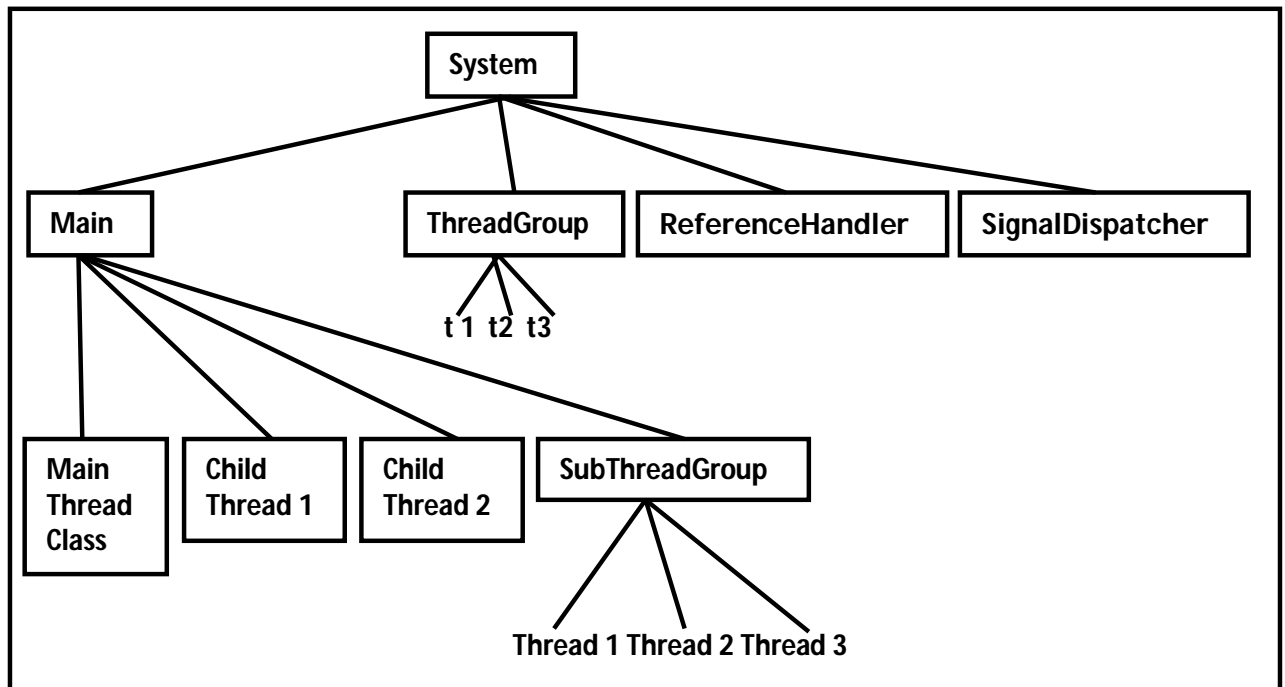 System
Main
ThreadGroup
ReferenceHandler
SignalDispatcher
t 1 t2 t3
Main
Thread
Class
Child
Thread 1
Child
Thread 2
SubThreadGroup
Thread 1 Thread 2 Thread 3